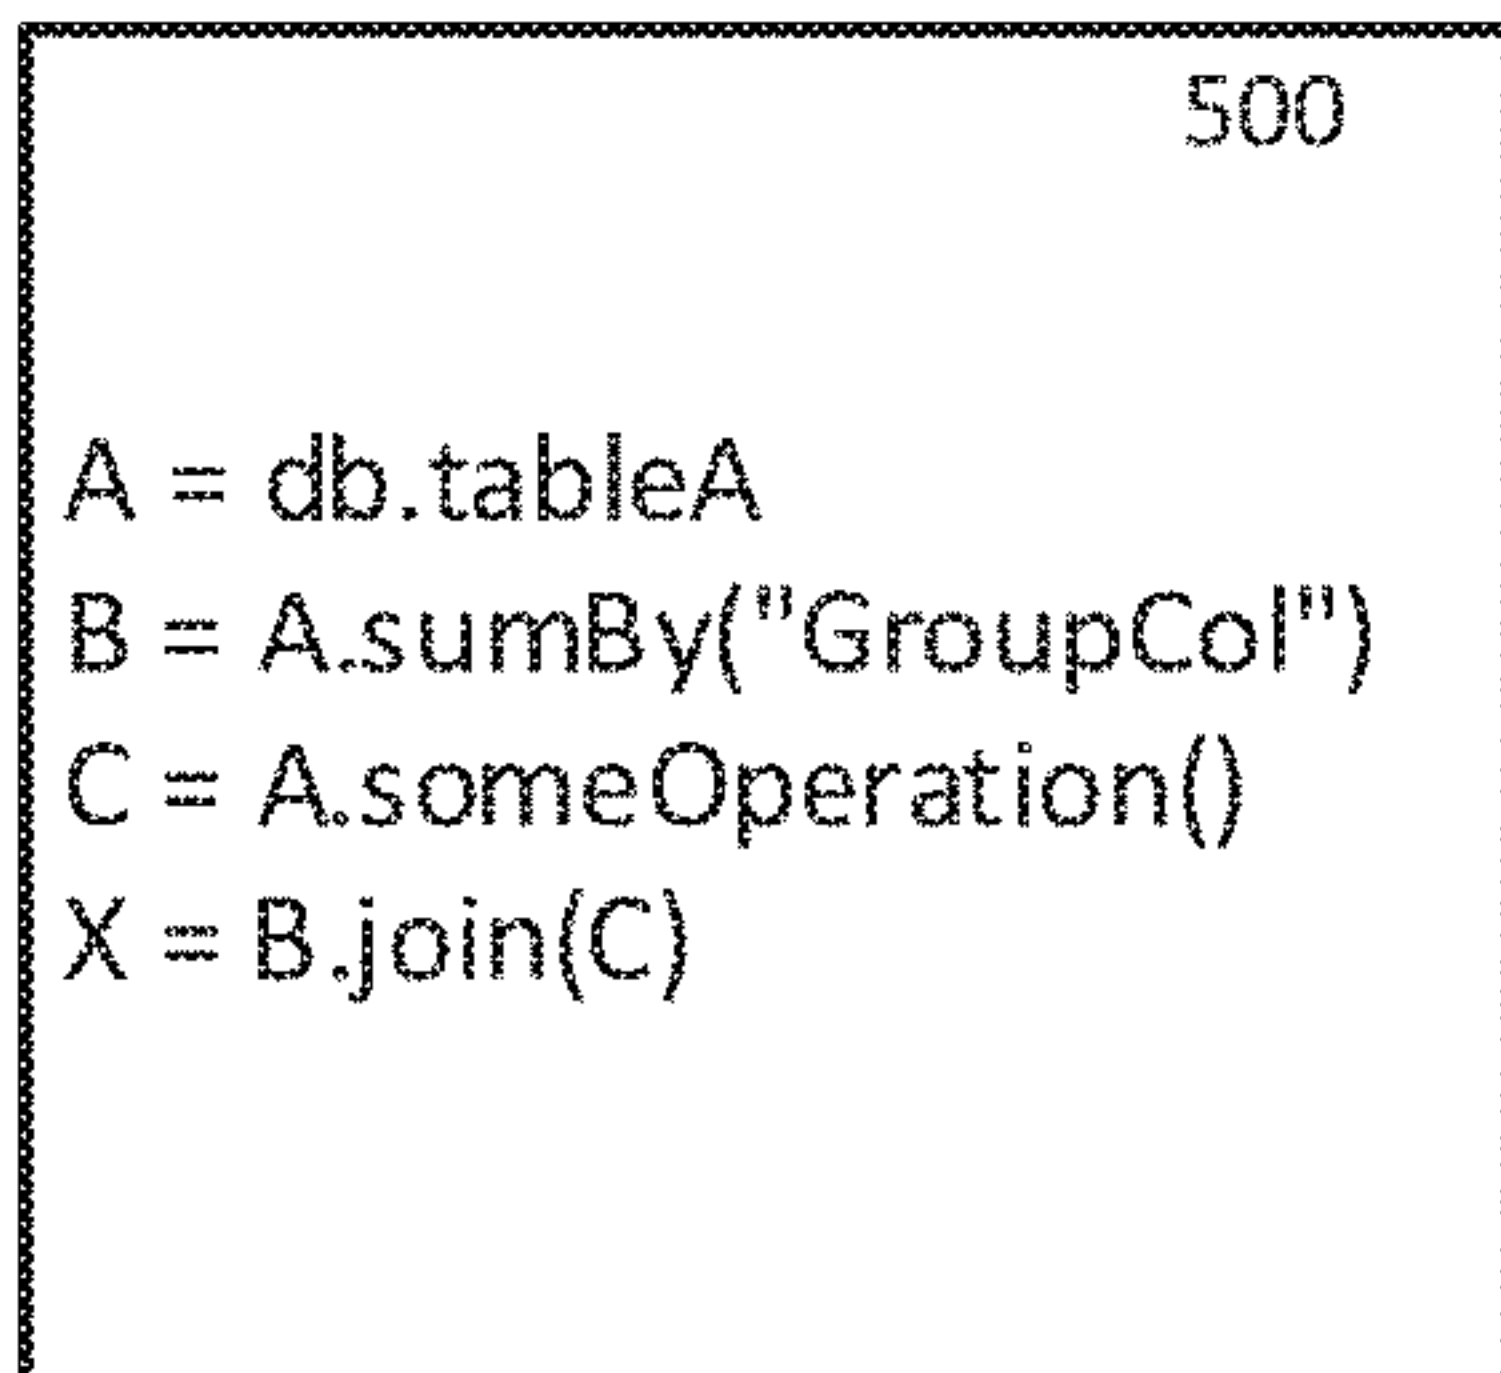 500
A = db.tableA
B = A.sumBy("GroupCol")
C = A.someOperation()
X = B.join(C)